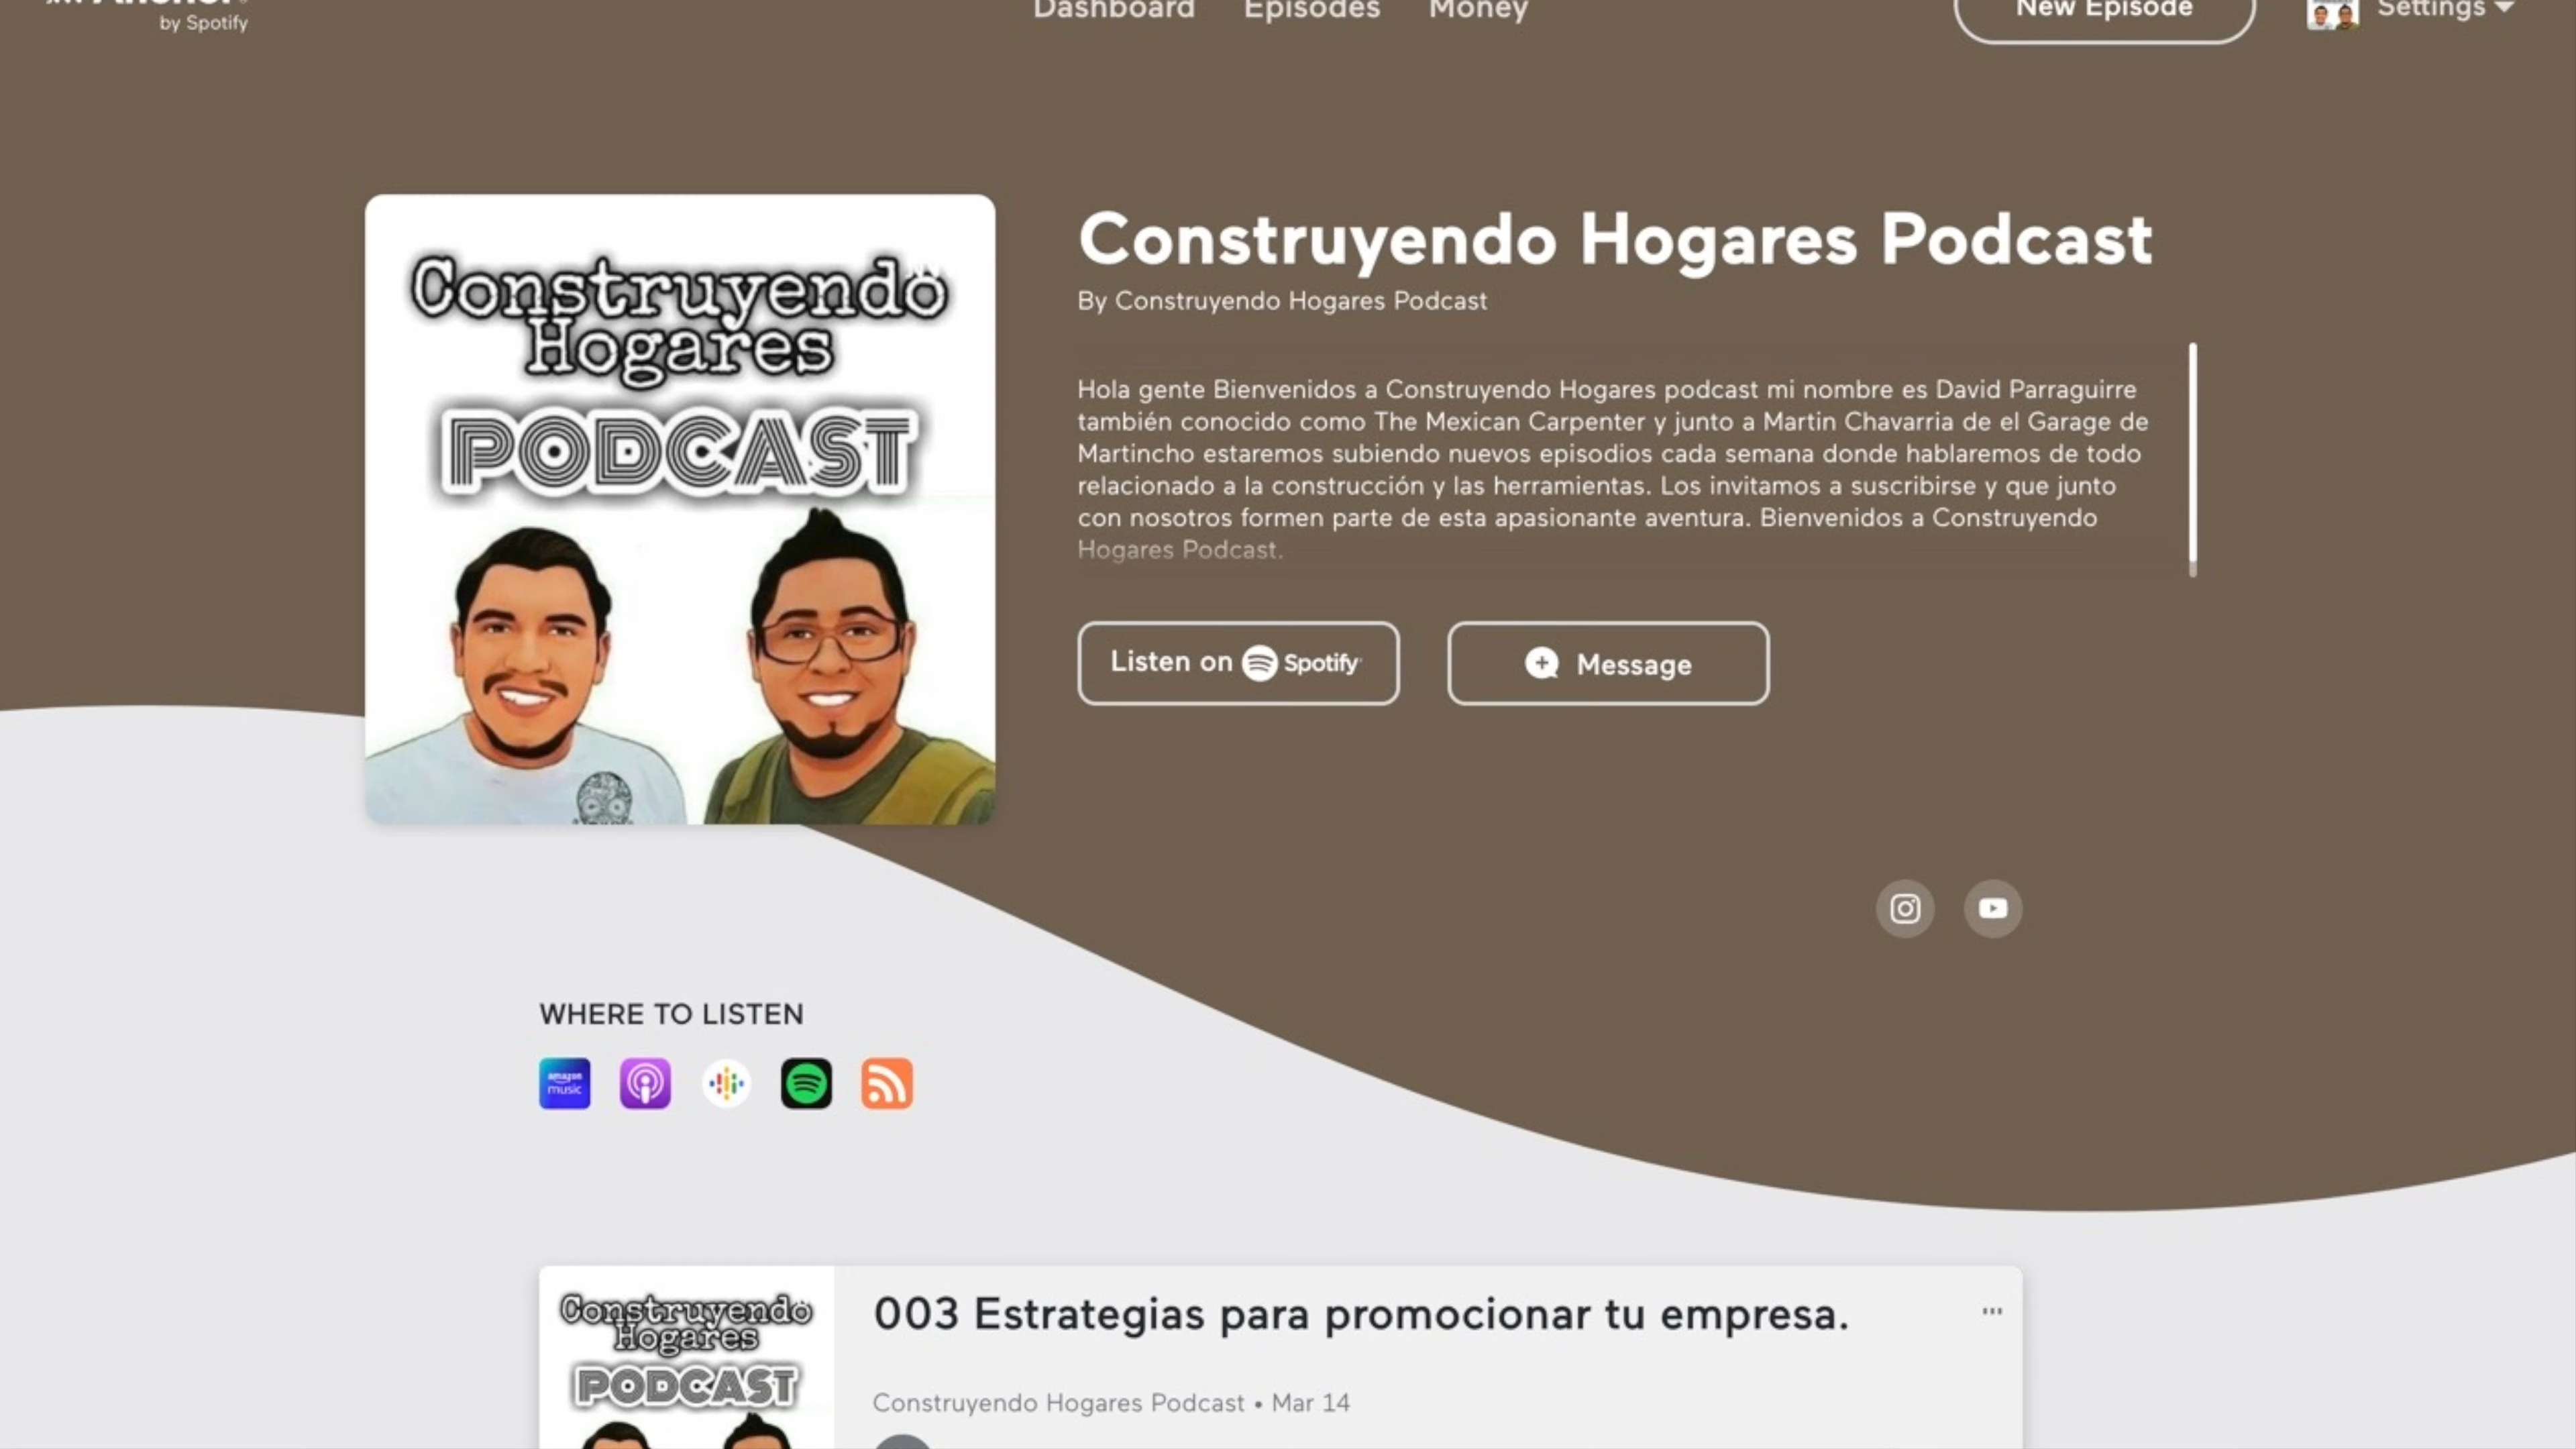 by Spotify
Dashboard Episodes Money
New Episode
Settings
Construyendo
Hogares
PODCAST
Construyendo Hogares Podcast
By Construyendo Hogares Podcast
Hola gente Bienvenidos a Construyendo Hogares podcast mi nombre es David Parraguirre
también conocido como The Mexican Carpenter y junto a Martin Chavarria de el Garage de
Martincho estaremos subiendo nuevos episodios cada semana donde hablaremos de todo
relacionado a la construcción y las herramientas. Los invitamos a suscribirse y que junto
con nosotros formen parte de esta apasionante aventura. Bienvenidos a Construyendo
Hogares Podcast.
Listen on Spotify
Message
WHERE TO LISTEN
amazon
music
Construyendo
Hogares
PODCAST
003 Estrategias para promocionar tu empresa.
Construyendo Hogares Podcast • Mar 14